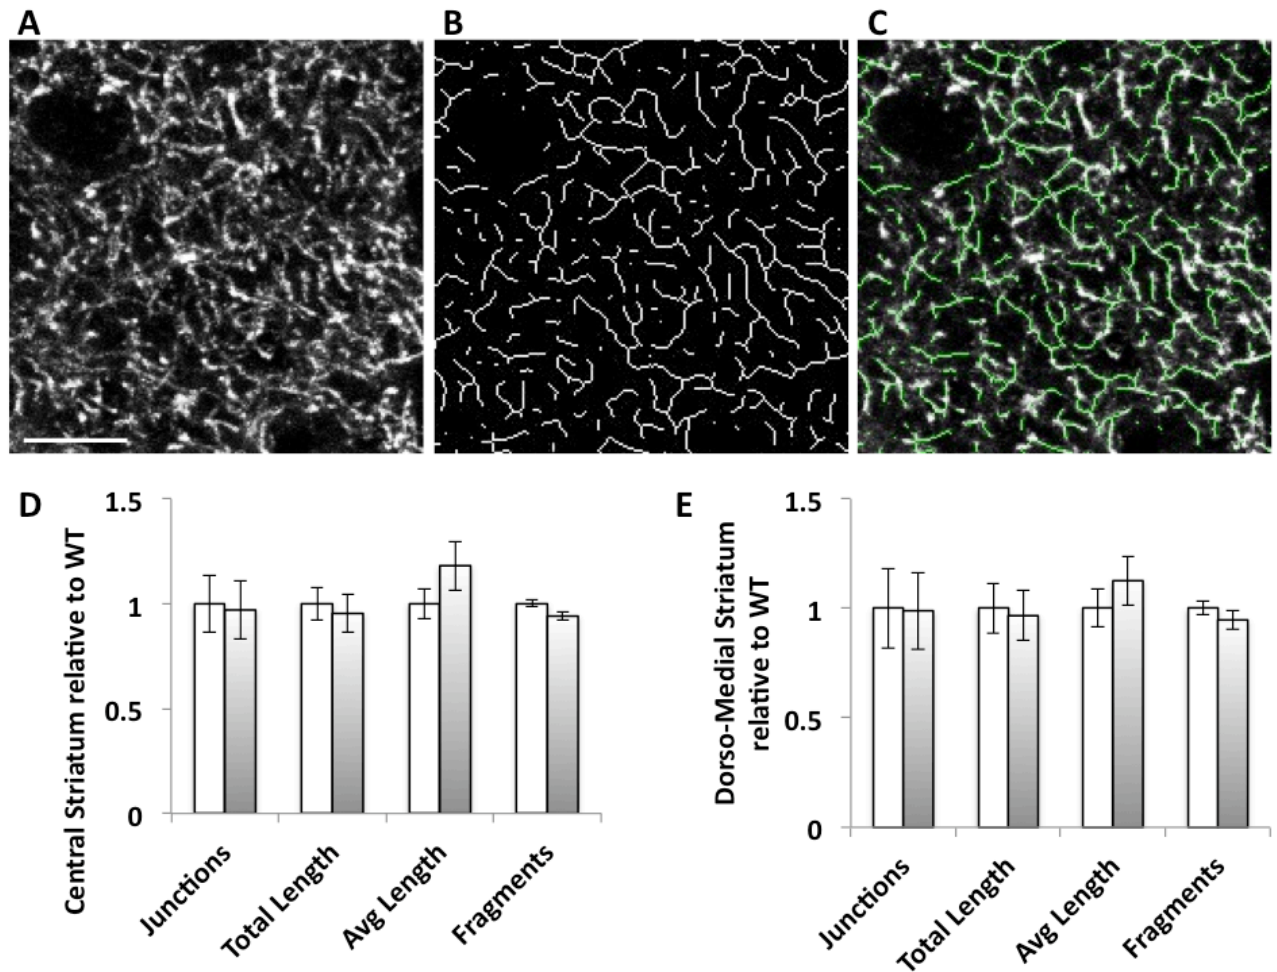 A
B
C
D
Central Striatum relative to WT
1.5
1
0.5
0
Junctions
Total Length
Avg Length
Fragments
E
Dorso-Medial Striatum
relative to WT
1.5
1
0.5
0
Junctions
Total Length
Avg Length
Fragments